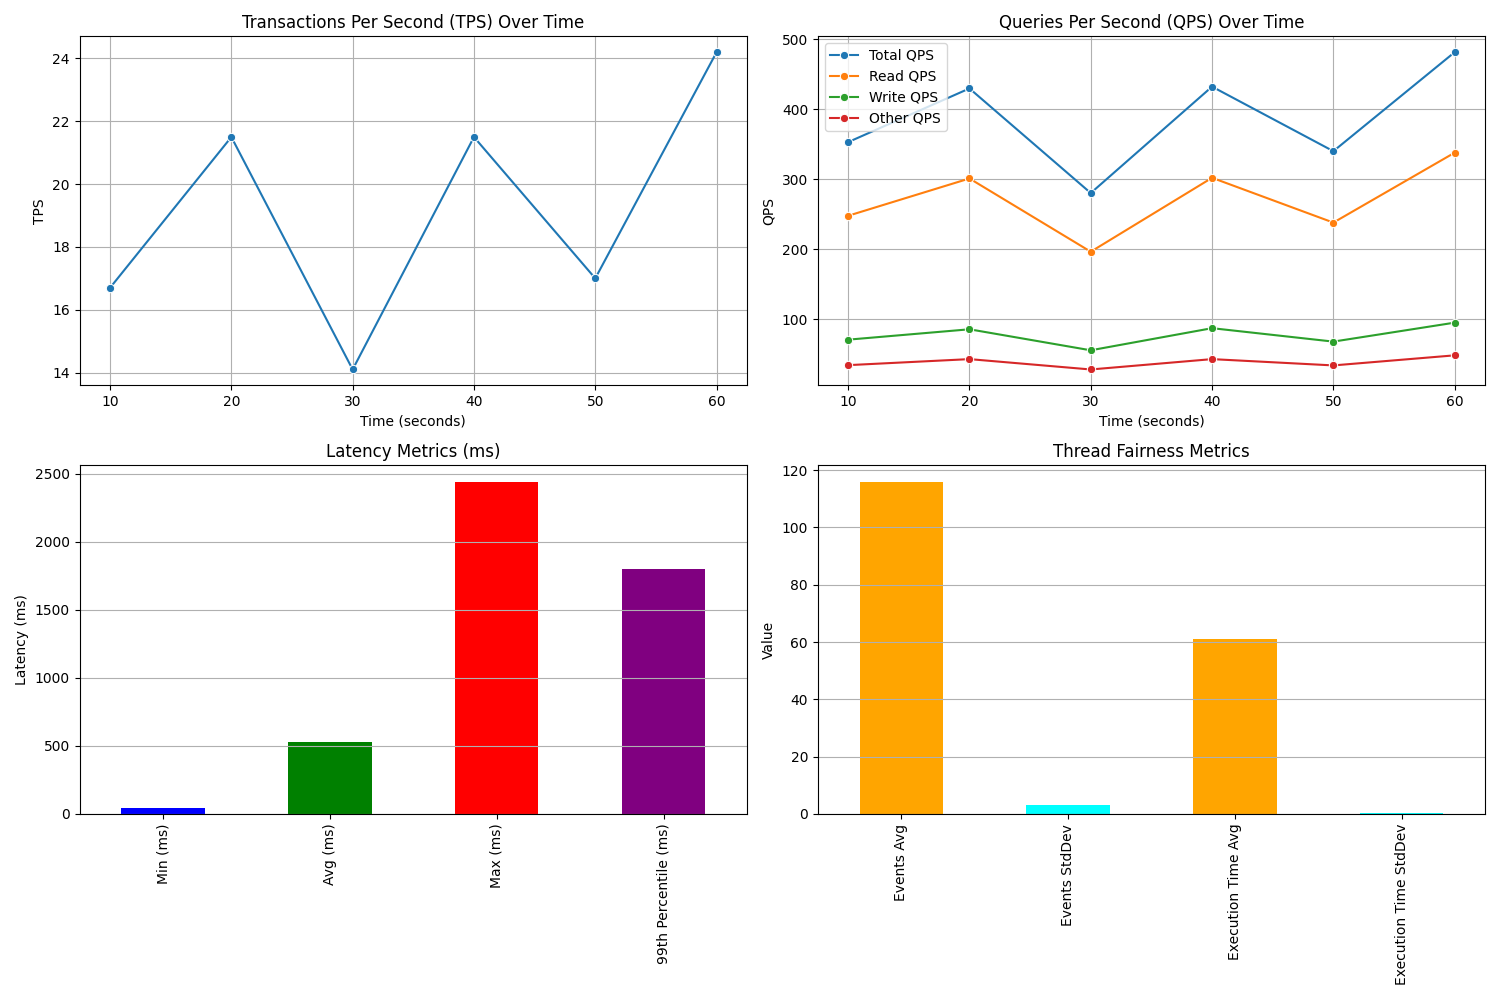 Transactions Per Second (TPS) Over Time
TPS
24
22
20
18
16
14
10 20 30 40 50 60
Time (seconds)
Queries Per Second (QPS) Over Time
Total QPS
Read QPS
Write QPS
Other QPS
QPS
500
400
300
200
100
10 20 30 40 50 60
Time (seconds)
Latency Metrics (ms)
Latency (ms)
2500
2000
1500
1000
500
0
Min (ms)
Avg (ms)
Max (ms)
99th Percentile (ms)
Thread Fairness Metrics
Value
120
100
80
60
40
20
0
Events Avg
Events StdDev
Execution Time Avg
Execution Time StdDev